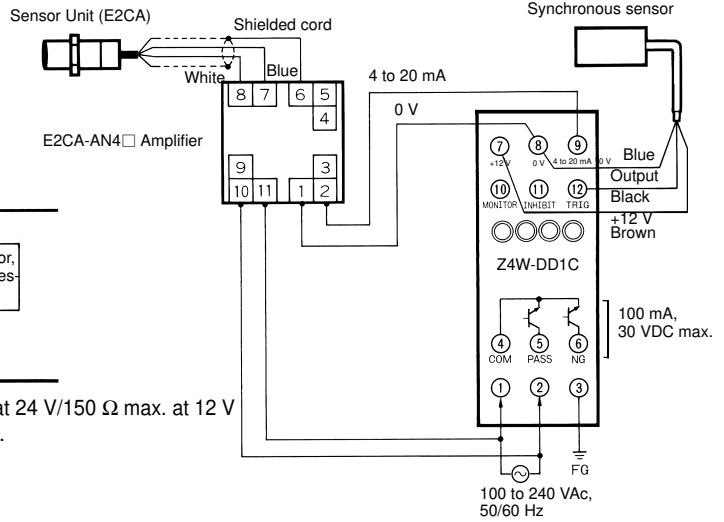 Synchronous sensor
Sensor Unit (E2CA)
Shielded cord
White
Blue
4 to 20 mA
8 7 6 5
4
0 V
E2CA-AN4□ Amplifier
9 3
10 11 1 2
7 8 9
+12 V 0 V 4 to 20 mA 0 V
Blue
Output
10 11 12
MONITOR INHIBIT TRIG
Black
+12 V
Brown
Z4W-DD1C
or,
es-
100 mA,
30 VDC max.
4 5 6
COM PASS NG
1 2 3
at 24 V/150 Ω max. at 12 V
.
FG
100 to 240 VAc,
50/60 Hz